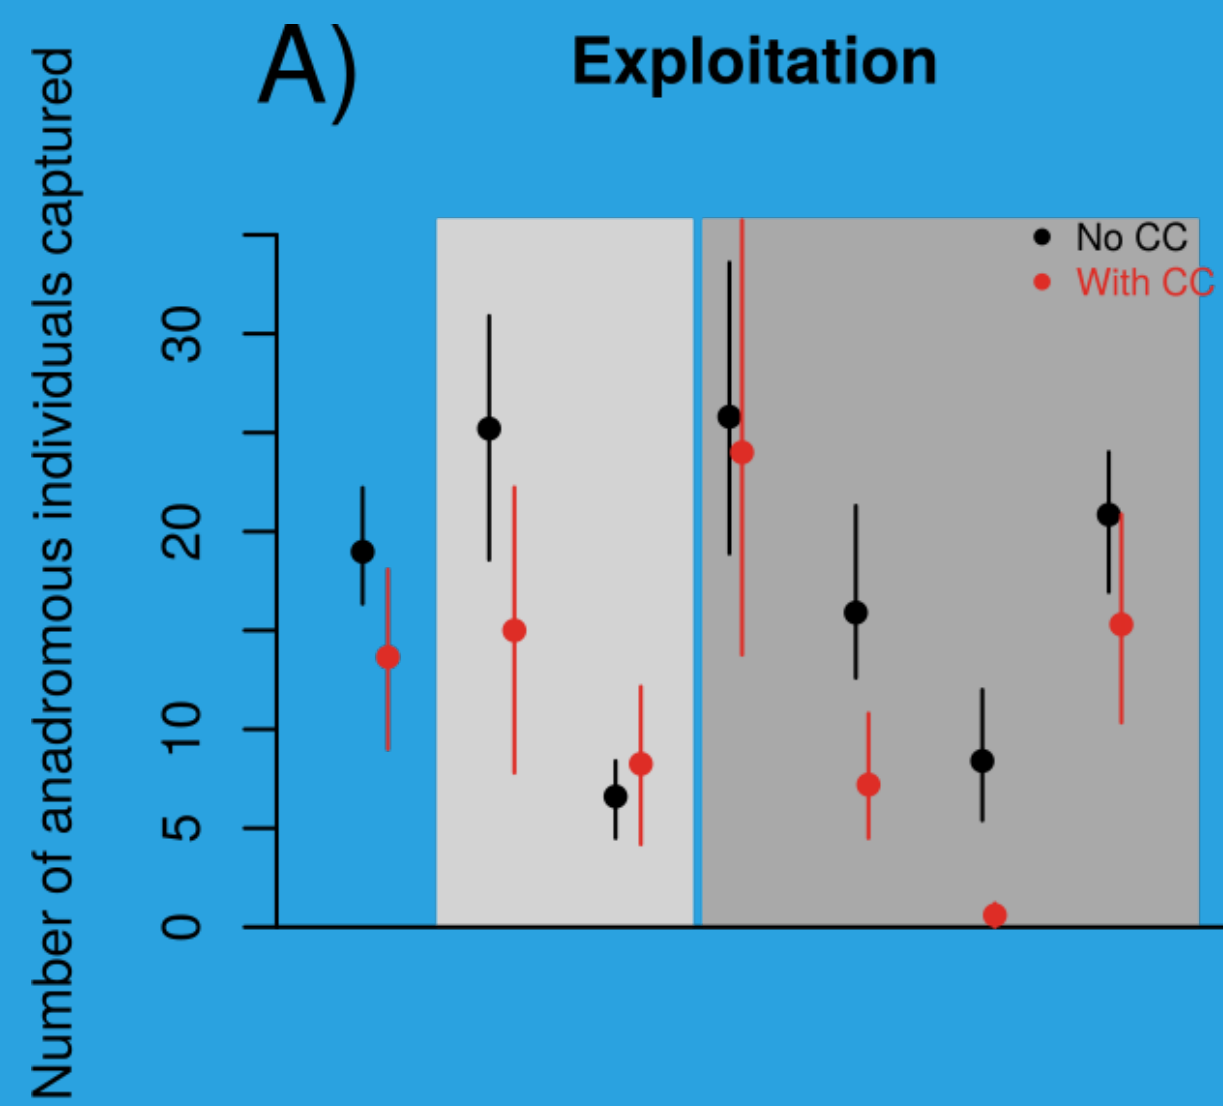 A)
Exploitation
Number of anadromous individuals captured
30
20
10
5
0
No CC
With CC